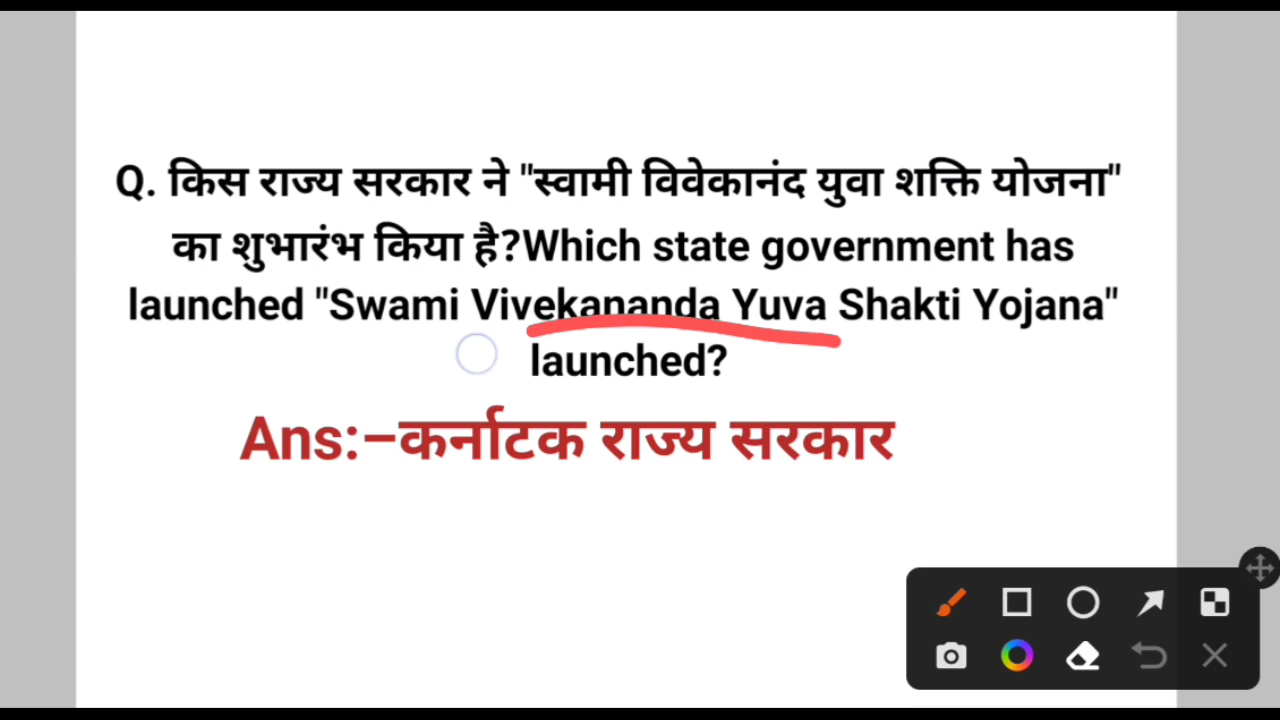 Q. किस राज्य सरकार ने "स्वामी विवेकानंद युवा शक्ति योजना"
का शुभारंभ किया है?Which state government has
launched "Swami Vivekananda Yuva Shakti Yojana"
launched?
Ans:–कर्नाटक राज्य सरकार